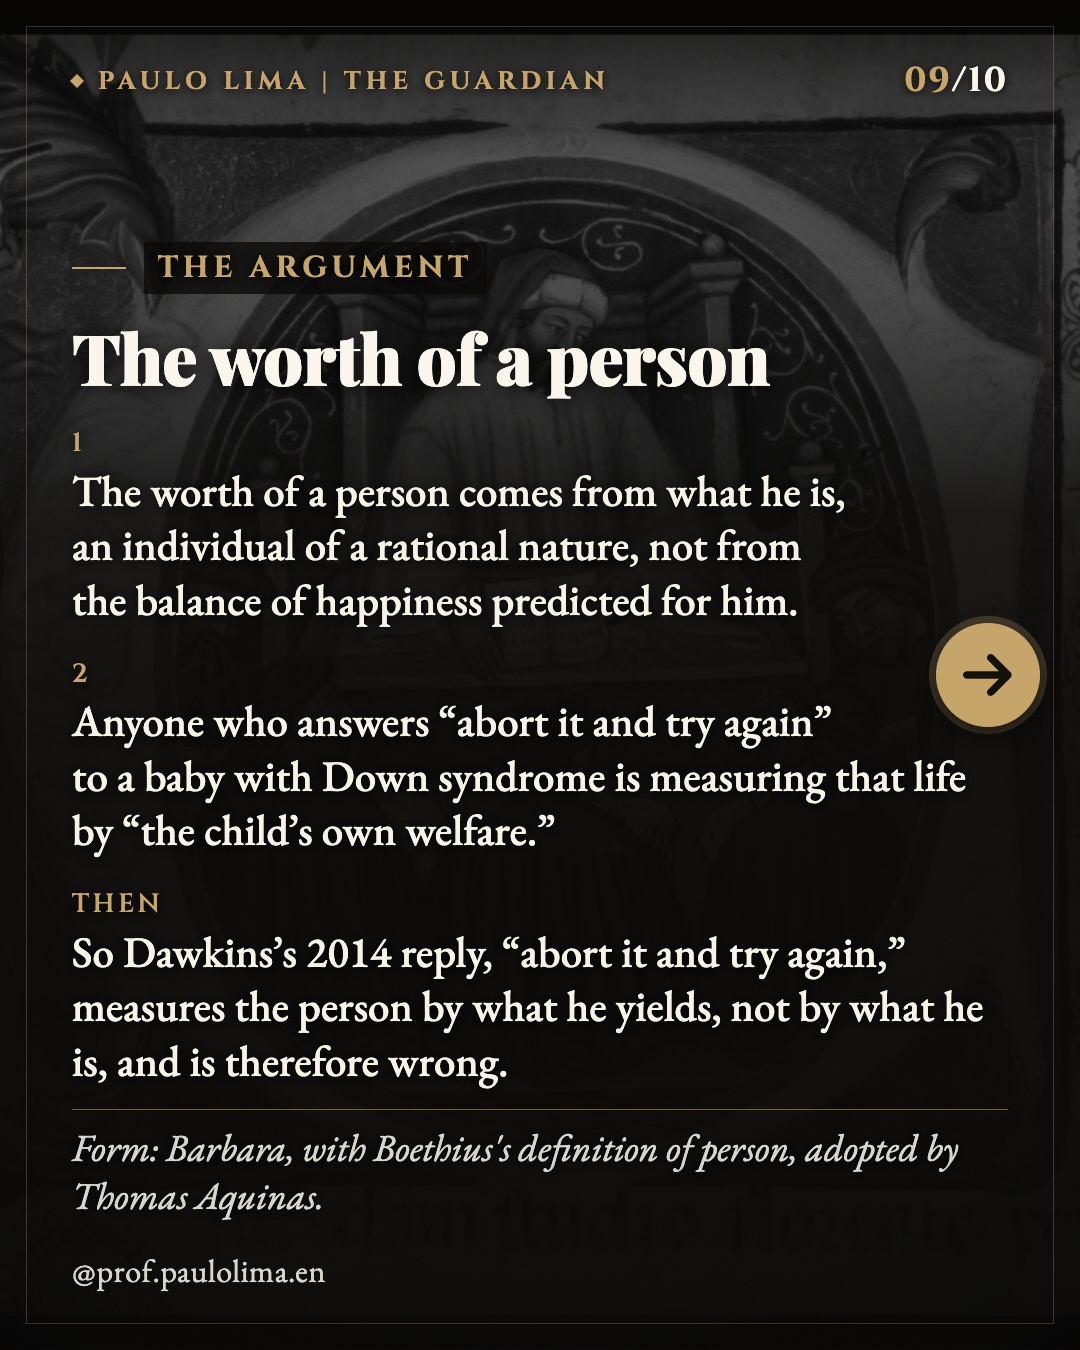 ◆ PAULO LIMA | THE GUARDIAN
09/10
THE ARGUMENT
The worth of a person
1
The worth of a person comes from what he is,
an individual of a rational nature, not from
the balance of happiness predicted for him.
2
Anyone who answers “abort it and try again”
to a baby with Down syndrome is measuring that life
by “the child’s own welfare.”
THEN
So Dawkins’s 2014 reply, “abort it and try again,”
measures the person by what he yields, not by what he
is, and is therefore wrong.
Form: Barbara, with Boethius's definition of person, adopted by
Thomas Aquinas.
@prof.paulolima.en